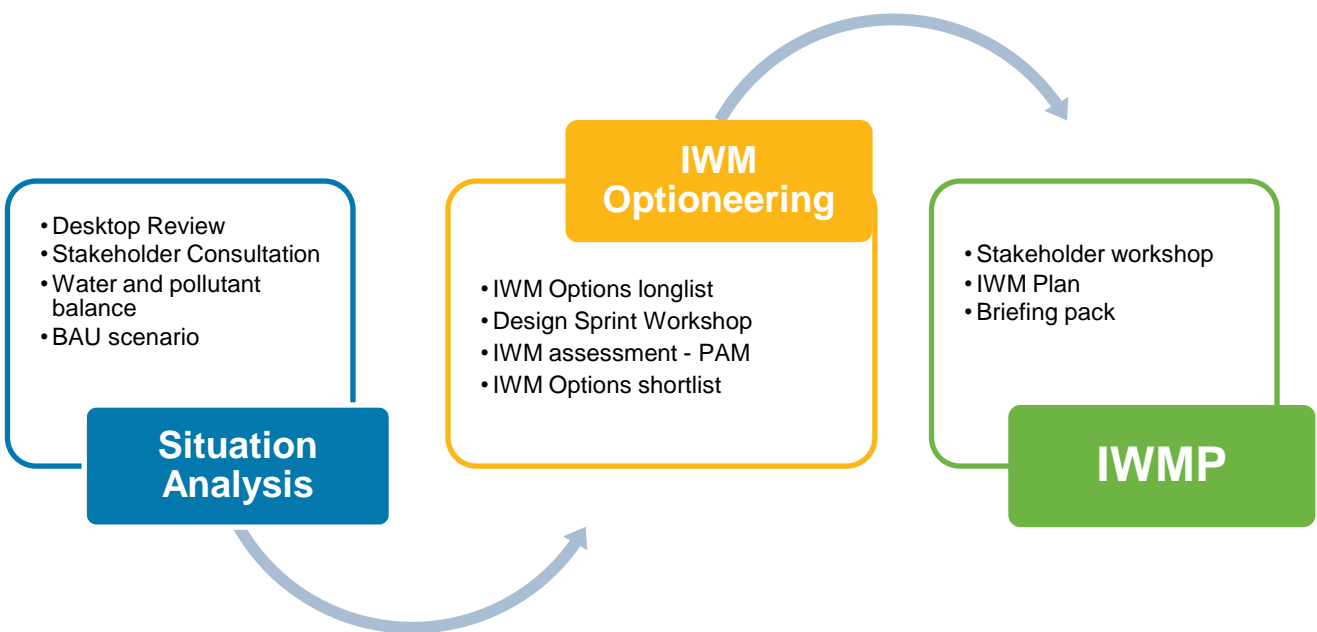 • Desktop Review
• Stakeholder Consultation
• Water and pollutant
balance
• BAU scenario
Situation
Analysis
IWM
Optioneering
• IWM Options longlist
• Design Sprint Workshop
• IWM assessment - PAM
• IWM Options shortlist
• Stakeholder workshop
• IWM Plan
• Briefing pack
IWMP